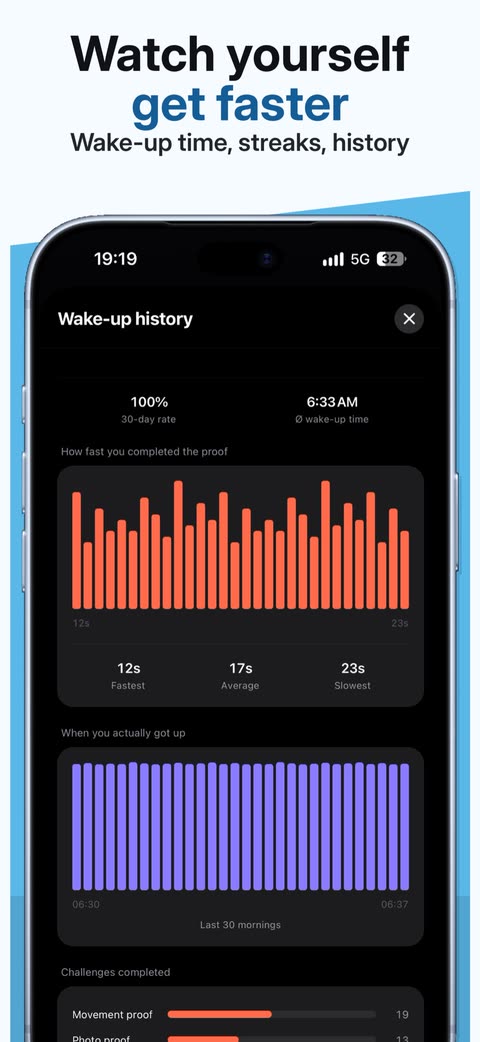 Watch yourself
get faster
Wake-up time, streaks, history
19:19
5G 32
Wake-up history
100%
30-day rate
6:33 AM
Ø wake-up time
How fast you completed the proof
12s
23s
12s
Fastest
17s
Average
23s
Slowest
When you actually got up
06:30
06:37
Last 30 mornings
Challenges completed
Movement proof
19
Photo proof
13